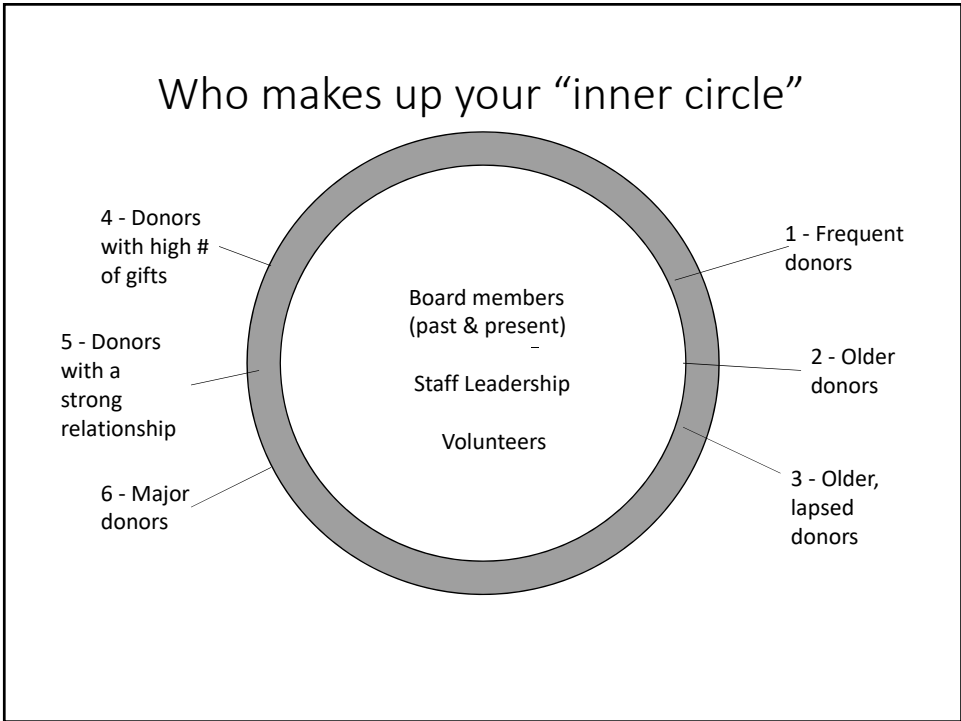 Who makes up your “inner circle”
4 - Donors
with high #
of gifts
5 - Donors
with a
strong
relationship
6 - Major
donors
Board members
(past & present)
–
Staff Leadership
Volunteers
1 - Frequent
donors
2 - Older
donors
3 - Older,
lapsed
donors